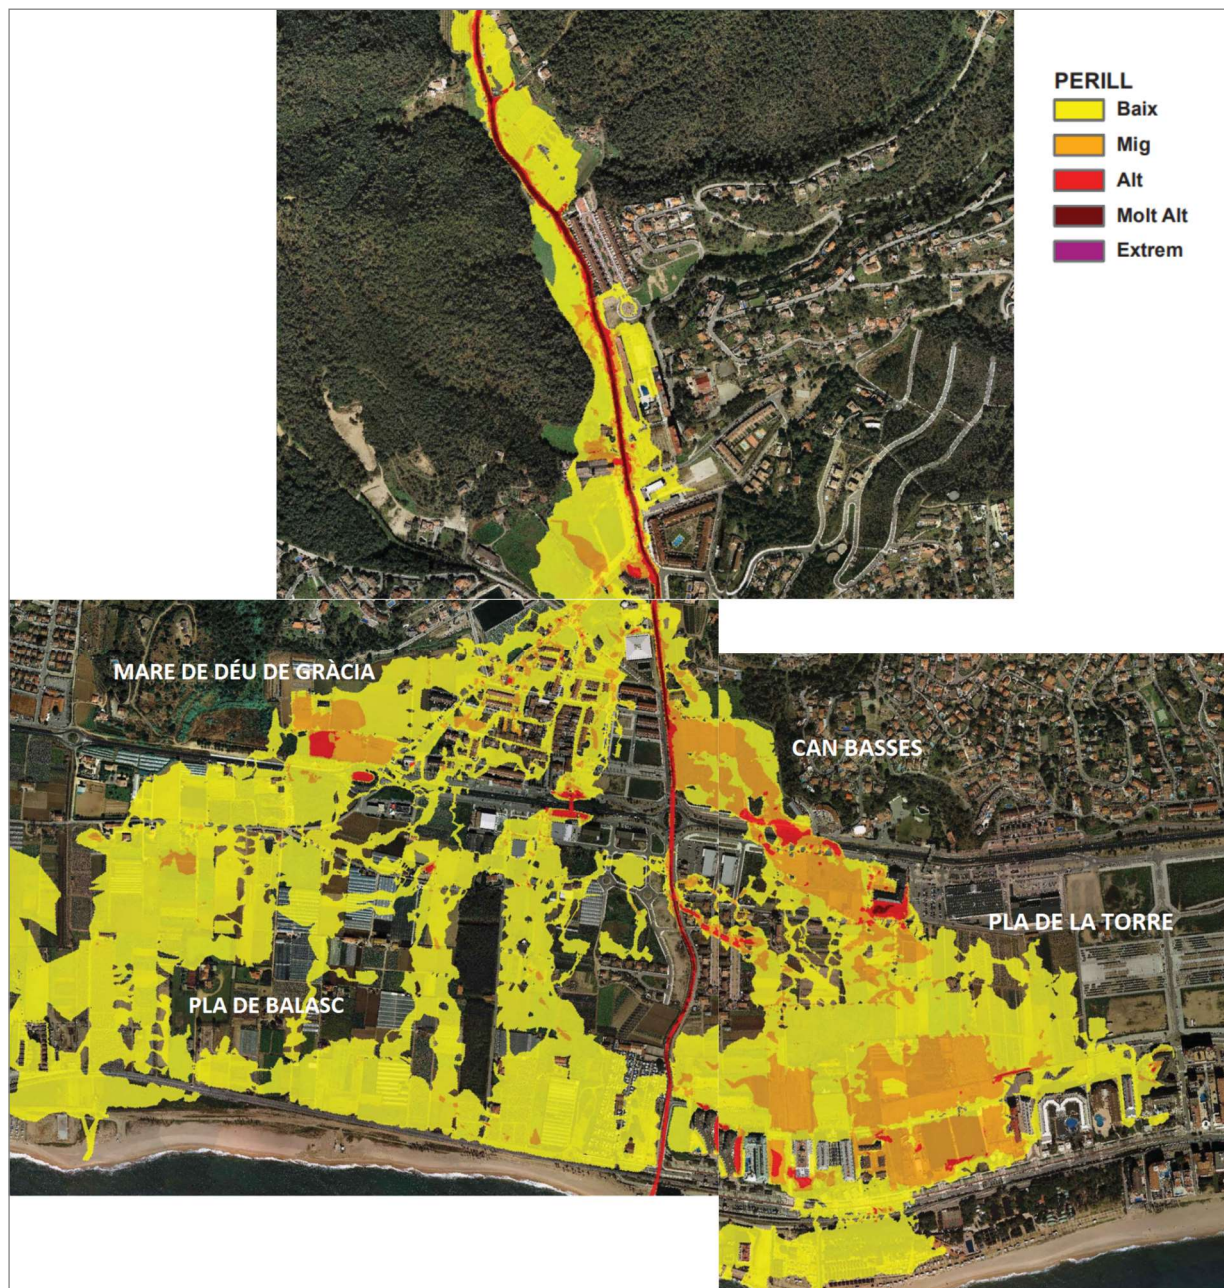 PERILL
Baix
Mig
Alt
Molt Alt
Extrem
MARE DE DÉU DE GRÀCIA
CAN BASSES
PLA DE LA TORRE
PLA DE BALASC